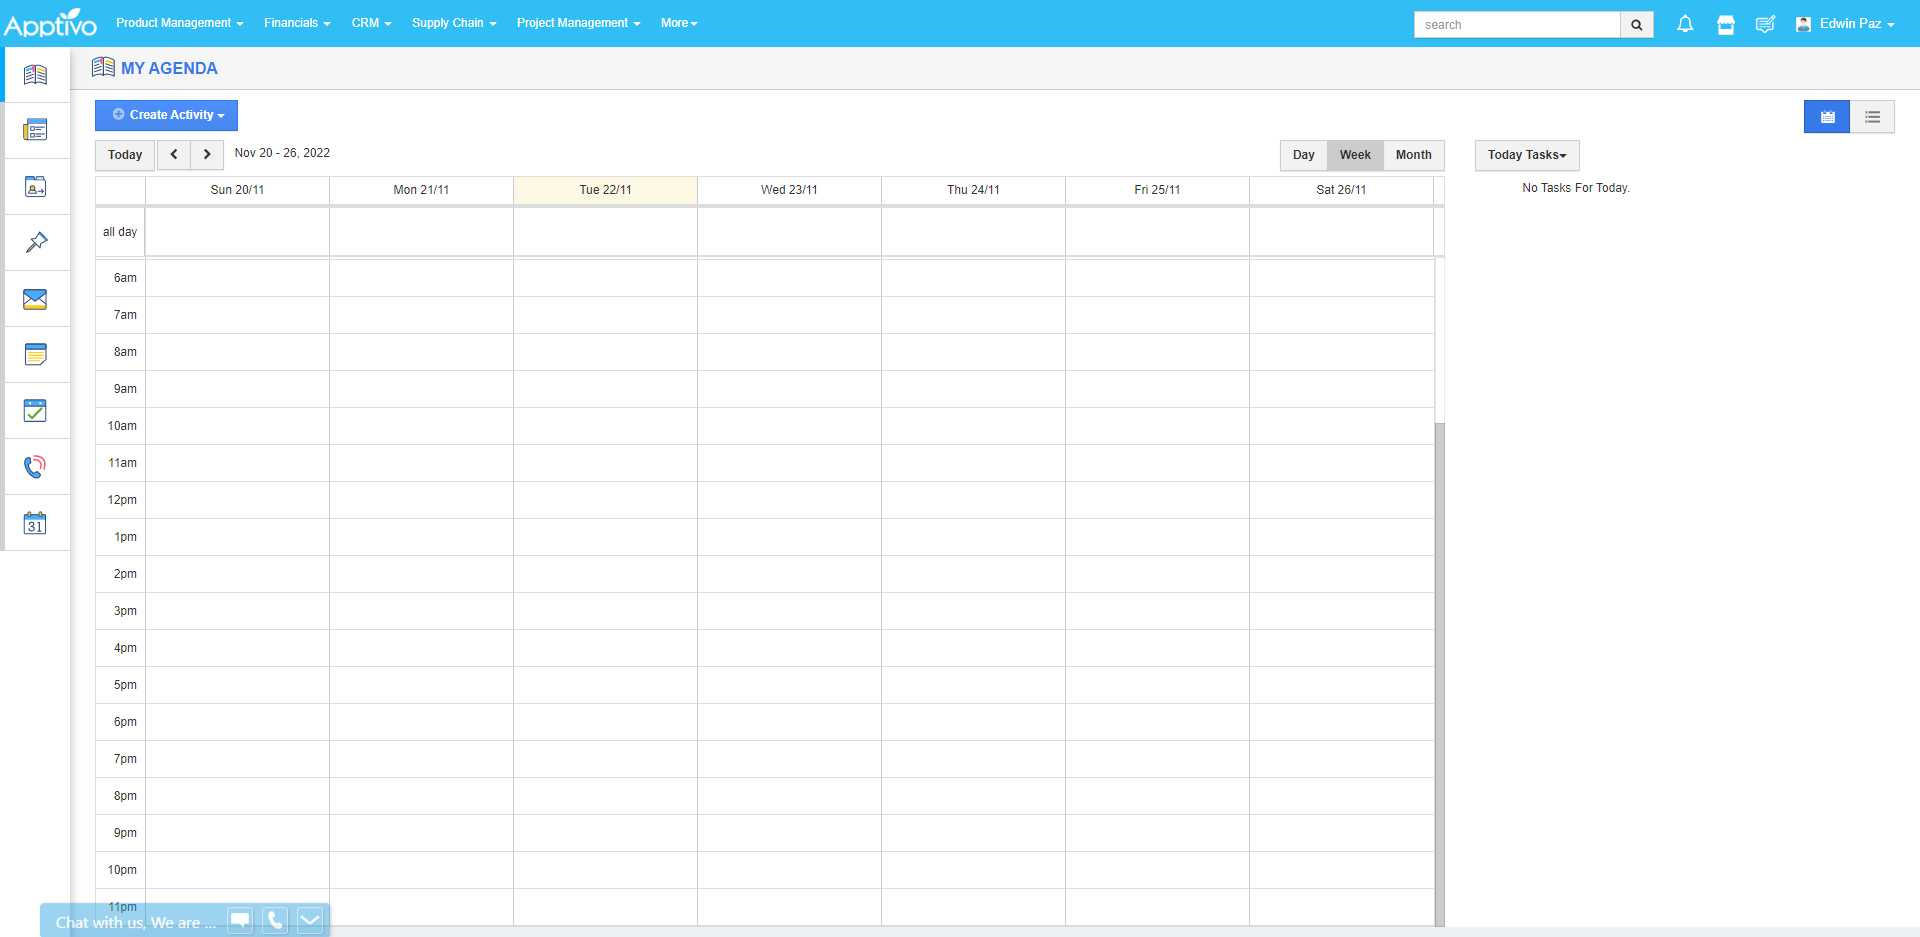 Apptivo
Product Management
Financials
CRM
Supply Chain
Project Management
More
search
Edwin Paz
MY AGENDA
Create Activity
Today
Nov 20 - 26, 2022
Day
Week
Month
Today Tasks
No Tasks For Today.
Sun 20/11
Mon 21/11
Tue 22/11
Wed 23/11
Thu 24/11
Fri 25/11
Sat 26/11
all day
6am
7am
8am
9am
10am
11am
12pm
1pm
2pm
3pm
4pm
5pm
6pm
7pm
8pm
9pm
10pm
11pm
31
Chat with us, We are ...